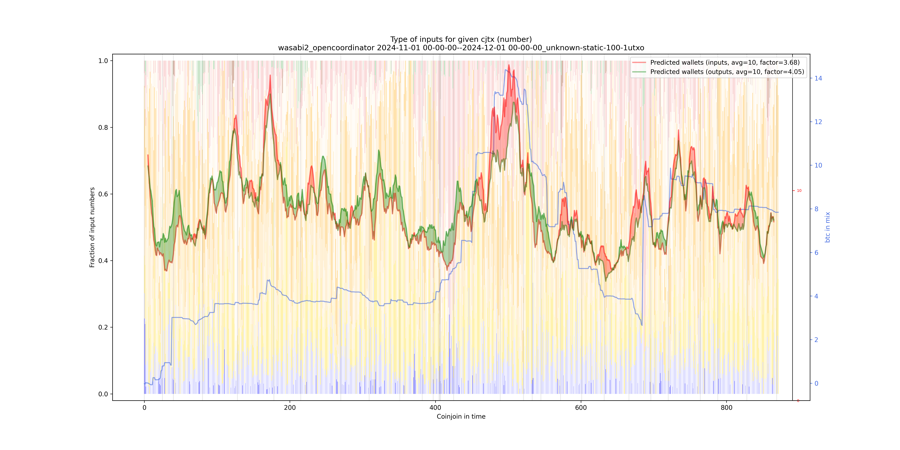 Type of inputs for given cjtx (number)
wasabi2_opencoordinator 2024-11-01 00-00-00--2024-12-01 00-00-00_unknown-static-100-1utxo
Predicted wallets (inputs, avg=10, factor=3.68)
Predicted wallets (outputs, avg=10, factor=4.05)
Fraction of input numbers
1.0
0.8
0.6
0.4
0.2
0.0
0
200
400
600
800
Coinjoin in time
14
12
10
8
6
4
2
0
btc in mix